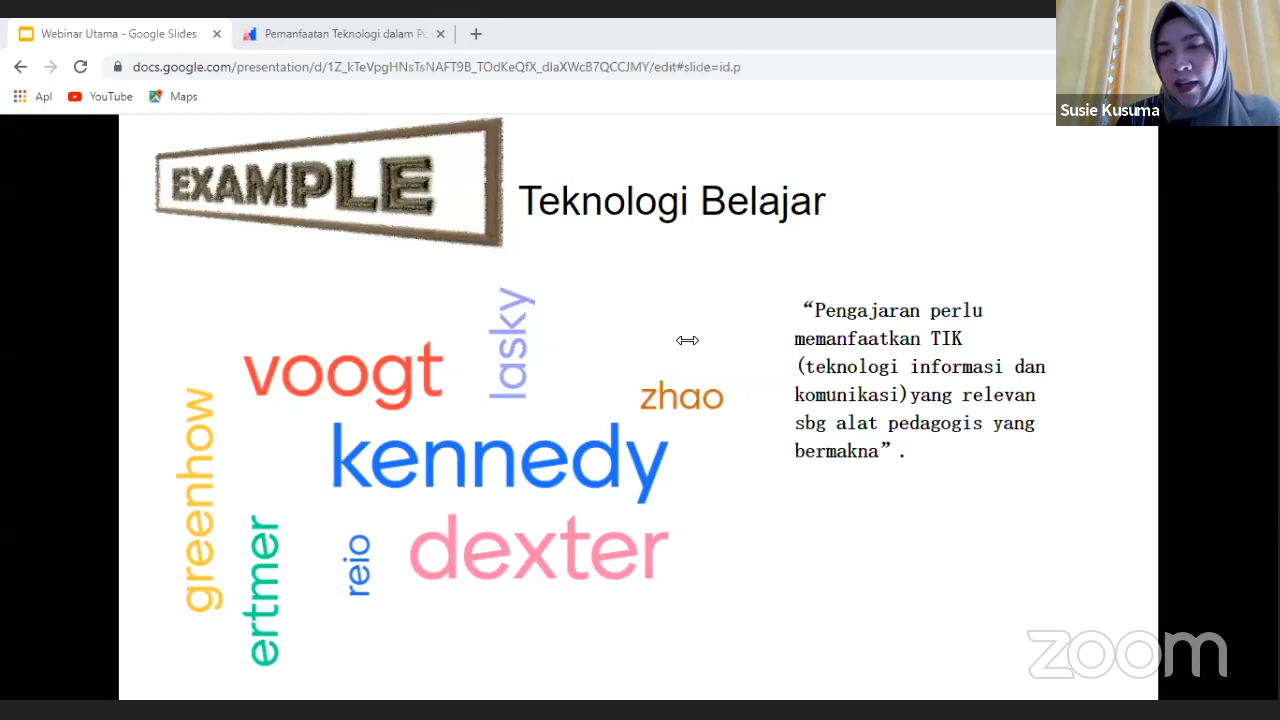 Webinar Utama - Google Slides
Pemanfaatan Teknologi dalam Pe
docs.google.com/presentation/d/1Z_kTeVpgHNsTsNAFT9E_TOdKeQfX_dIaXWcB7QCCJMY/edit#slide=id.p
Apl
YouTube
Maps
Susie Kusuma
EXAMPLE
Teknologi Belajar
lasky
voogt
zhao
greenhow
kennedy
ertmer
reio
dexter
“Pengajaran perlu
memanfaatkan TIK
(teknologi informasi dan
komunikasi)yang relevan
sbg alat pedagogis yang
bermakna”.
zoom